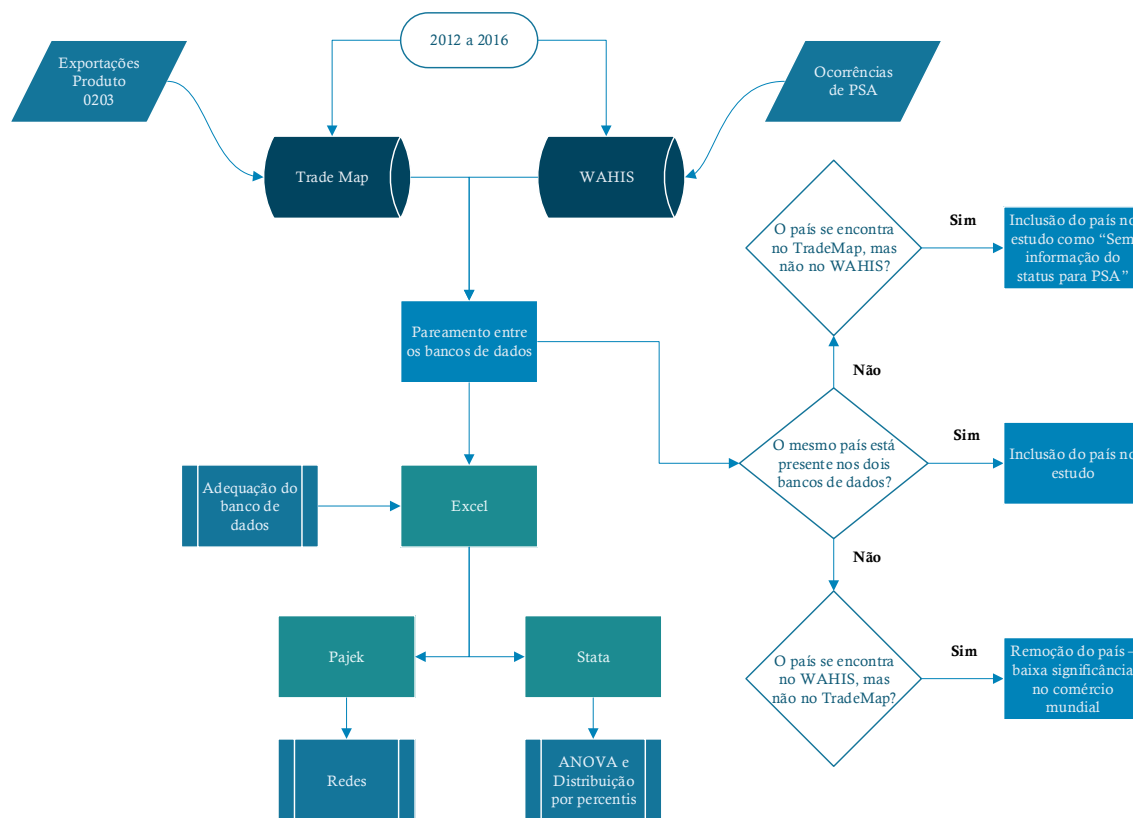 2012 a 2016
Exportações
Produto
0203
Ocorrências
de PSA
Trade Map
WAHIS
O país se encontra
no TradeMap, mas
não no WAHIS?
Sim
Inclusão do país no
estudo como “Sem
informação do
status para PSA”
Pareamento entre
os bancos de dados
Não
O mesmo país está
presente nos dois
bancos de dados?
Sim
Inclusão do país no
estudo
Adequação do
banco de
dados
Excel
Não
Pajek
Stata
O país se encontra
no WAHIS, mas
não no TradeMap?
Sim
Remoção do país –
baixa significância
no comércio
mundial
Redes
ANOVA e
Distribuição
por percentis